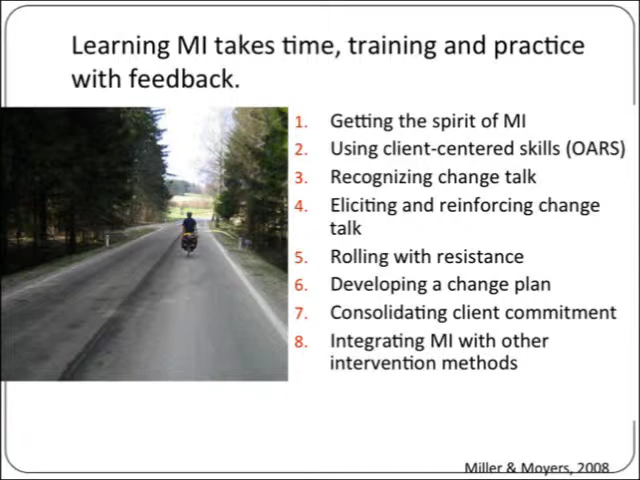 Learning MI takes time, training and practice
with feedback.
1. Getting the spirit of MI
2. Using client-centered skills (OARS)
3. Recognizing change talk
4. Eliciting and reinforcing change
talk
5. Rolling with resistance
6. Developing a change plan
7. Consolidating client commitment
8. Integrating MI with other
intervention methods
Miller & Moyers, 2008